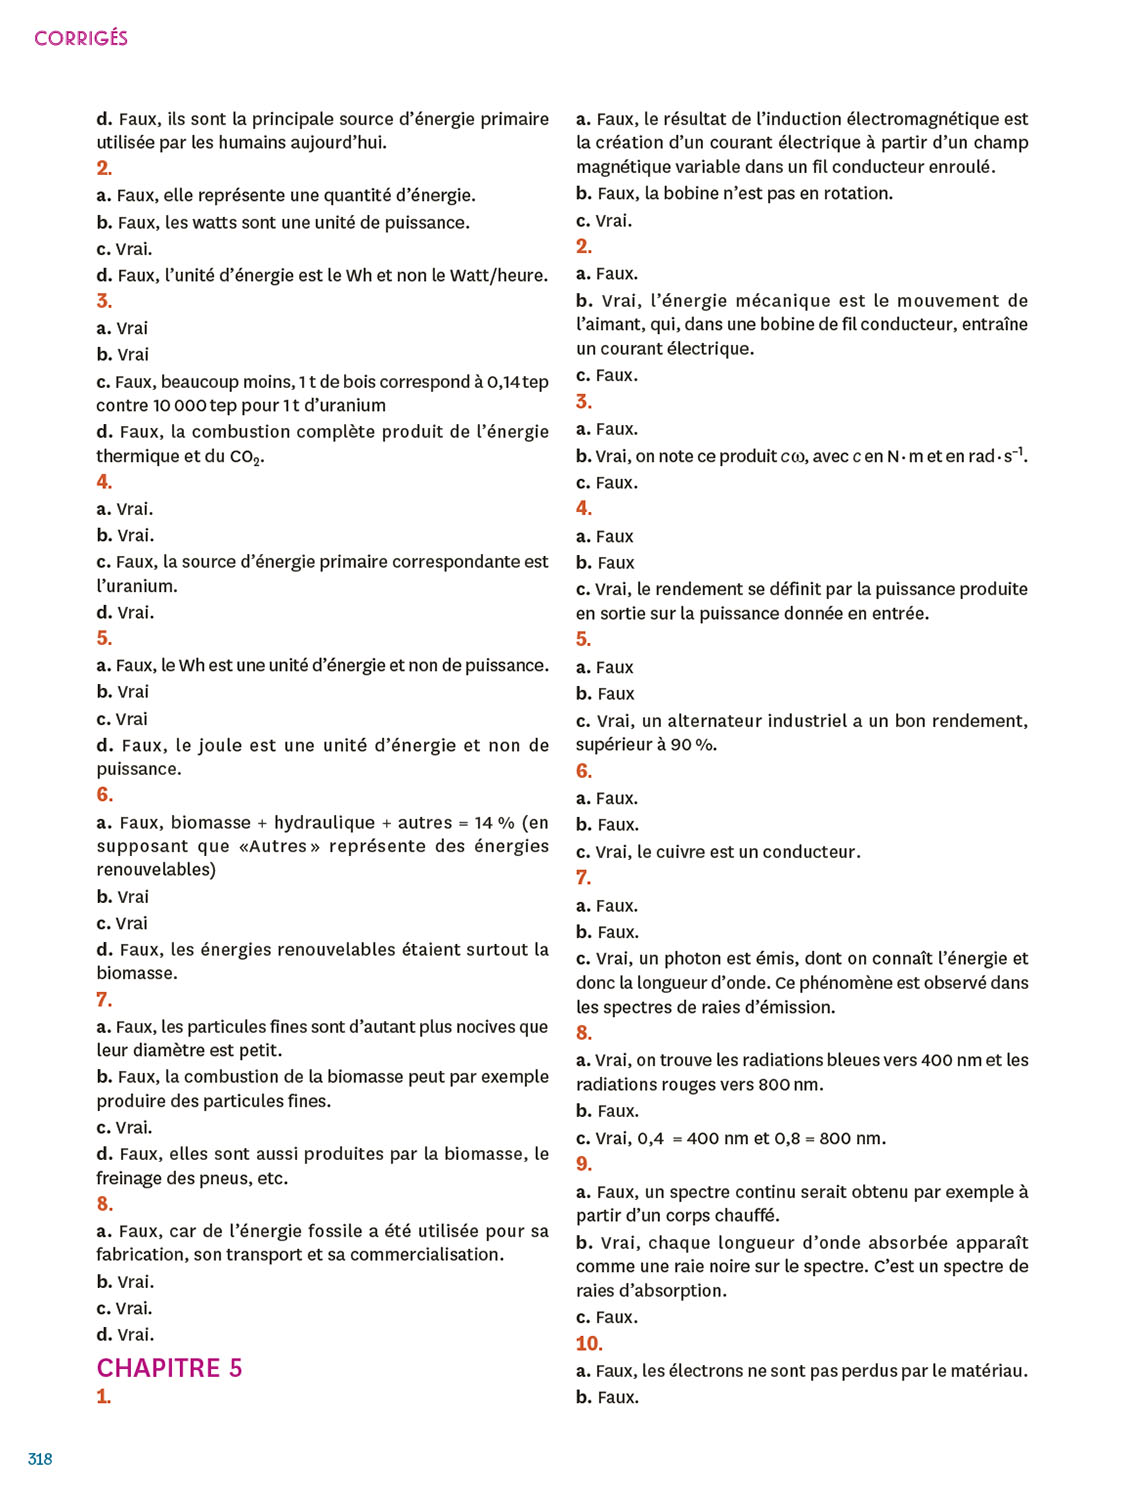 CORRIGÉS
d. Faux, ils sont la principale source d’énergie primaire
utilisée par les humains aujourd’hui.
2.
a. Faux, elle représente une quantité d’énergie.
b. Faux, les watts sont une unité de puissance.
c. Vrai.
d. Faux, l’unité d’énergie est le Wh et non le Watt/heure.
3.
a. Vrai
b. Vrai
c. Faux, beaucoup moins, 1 t de bois correspond à 0,14 tep
contre 10 000 tep pour 1 t d’uranium
d. Faux, la combustion complète produit de l’énergie
thermique et du CO₂.
4.
a. Vrai.
b. Vrai.
c. Faux, la source d’énergie primaire correspondante est
l’uranium.
d. Vrai.
5.
a. Faux, le Wh est une unité d’énergie et non de puissance.
b. Vrai
c. Vrai
d. Faux, le joule est une unité d’énergie et non de
puissance.
6.
a. Faux, biomasse + hydraulique + autres = 14 % (en
supposant que «Autres » représente des énergies
renouvelables)
b. Vrai
c. Vrai
d. Faux, les énergies renouvelables étaient surtout la
biomasse.
7.
a. Faux, les particules fines sont d’autant plus nocives que
leur diamètre est petit.
b. Faux, la combustion de la biomasse peut par exemple
produire des particules fines.
c. Vrai.
d. Faux, elles sont aussi produites par la biomasse, le
freinage des pneus, etc.
8.
a. Faux, car de l’énergie fossile a été utilisée pour sa
fabrication, son transport et sa commercialisation.
b. Vrai.
c. Vrai.
d. Vrai.
CHAPITRE 5
1.
a. Faux, le résultat de l’induction électromagnétique est
la création d’un courant électrique à partir d’un champ
magnétique variable dans un fil conducteur enroulé.
b. Faux, la bobine n’est pas en rotation.
c. Vrai.
2.
a. Faux.
b. Vrai, l’énergie mécanique est le mouvement de
l’aimant, qui, dans une bobine de fil conducteur, entraîne
un courant électrique.
c. Faux.
3.
a. Faux.
b. Vrai, on note ce produit cω, avec c en N · m et en rad · s⁻¹.
c. Faux.
4.
a. Faux
b. Faux
c. Vrai, le rendement se définit par la puissance produite
en sortie sur la puissance donnée en entrée.
5.
a. Faux
b. Faux
c. Vrai, un alternateur industriel a un bon rendement,
supérieur à 90 %.
6.
a. Faux.
b. Faux.
c. Vrai, le cuivre est un conducteur.
7.
a. Faux.
b. Faux.
c. Vrai, un photon est émis, dont on connaît l’énergie et
donc la longueur d’onde. Ce phénomène est observé dans
les spectres de raies d’émission.
8.
a. Vrai, on trouve les radiations bleues vers 400 nm et les
radiations rouges vers 800 nm.
b. Faux.
c. Vrai, 0,4 = 400 nm et 0,8 = 800 nm.
9.
a. Faux, un spectre continu serait obtenu par exemple à
partir d’un corps chauffé.
b. Vrai, chaque longueur d’onde absorbée apparaît
comme une raie noire sur le spectre. C’est un spectre de
raies d’absorption.
c. Faux.
10.
a. Faux, les électrons ne sont pas perdus par le matériau.
b. Faux.
318